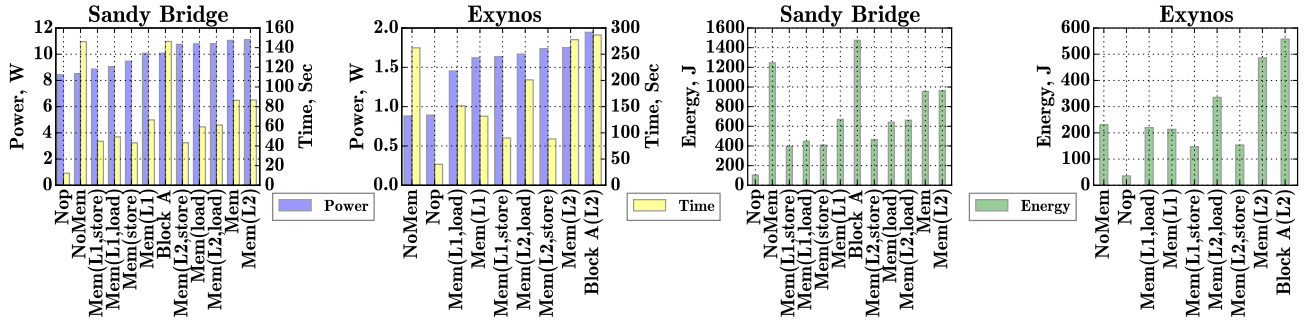 Sandy Bridge
12
10
8
6
4
2
0
Power, W
160
140
120
100
80
60
40
20
0
Time, Sec
Nop
NoMem
Mem(L1,store)
Mem(L1,load)
Mem(store)
Mem(L1)
Block A
Mem(L2,store)
Mem(load)
Mem(L2,load)
Mem
Mem(L2)
Power
Exynos
2.0
1.5
1.0
0.5
0.0
Power, W
300
250
200
150
100
50
0
Time, Sec
NoMem
Nop
Mem(L1,load)
Mem(L1)
Mem(L1,store)
Mem(L2,load)
Mem(L2,store)
Mem(L2)
Block A(L2)
Time
Sandy Bridge
1600
1400
1200
1000
800
600
400
200
0
Energy, J
Nop
NoMem
Mem(L1,store)
Mem(L1,load)
Mem(store)
Mem(L1)
Block A
Mem(L2,store)
Mem(load)
Mem(L2,load)
Mem
Mem(L2)
Energy
Exynos
600
500
400
300
200
100
0
Energy, J
NoMem
Nop
Mem(L1,load)
Mem(L1)
Mem(L1,store)
Mem(L2,load)
Mem(L2,store)
Mem(L2)
Block A(L2)